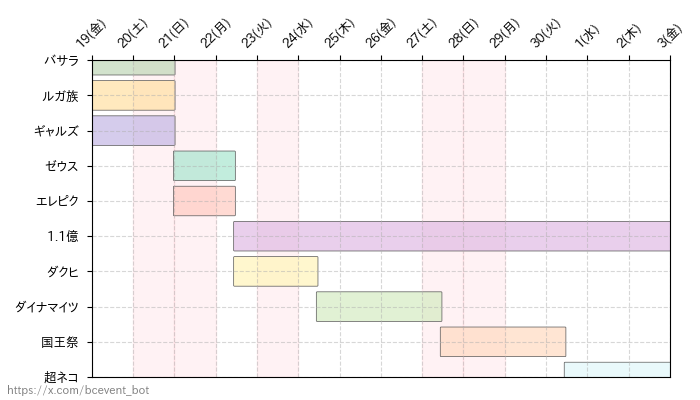 19(金)
20(土)
21(日)
22(月)
23(火)
24(水)
25(木)
26(金)
27(土)
28(日)
29(月)
30(火)
1(水)
2(木)
3(金)
バサラ
ルガ族
ギャルズ
ゼウス
エレピク
1.1億
ダクヒ
ダイナマイツ
国王祭
超ネコ
https://x.com/bcevent_bot